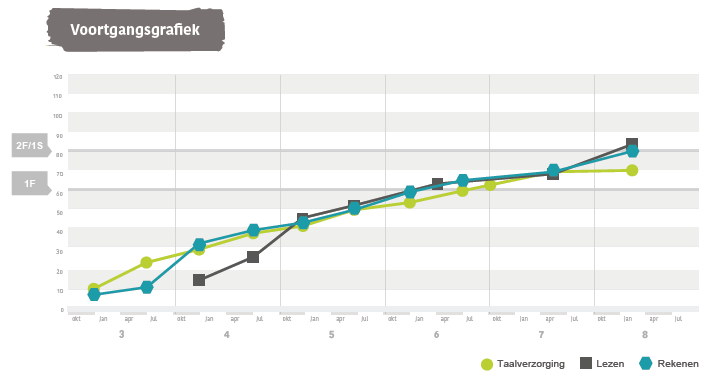 Voortgangsgrafiek
120
110
100
90
2F/1S
80
70
1F
60
50
40
30
20
10
0
okt jan apr jul okt jan apr jul okt jan apr jul okt jan apr jul okt jan apr jul okt jan apr jul
3 4 5 6 7 8
Taalverzorging Lezen Rekenen